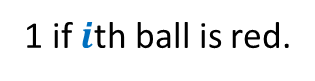 1 if ith ball is red.